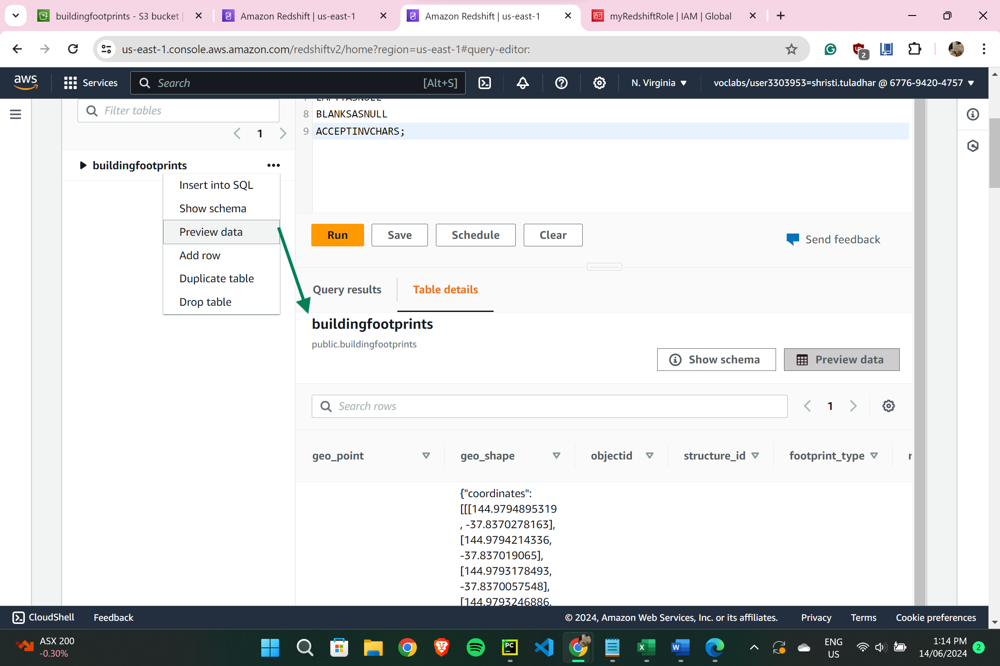 buildingfootprints - S3 bucket |
Amazon Redshift | us-east-1
Amazon Redshift | us-east-1
myRedshiftRole | IAM | Global
us-east-1.console.aws.amazon.com/redshiftv2/home?region=us-east-1#query-editor:
2
aws
Services
Search
[Alt+S]
N. Virginia
voclabs/user3303953=shristi.tuladhar @ 6776-9420-4757
Filter tables
1
buildingfootprints
Insert into SQL
Show schema
Preview data
Add row
Duplicate table
Drop table
8 BLANKSASNULL
9 ACCEPTINVCHARS;
Run
Save
Schedule
Clear
Send feedback
Query results
Table details
buildingfootprints
public.buildingfootprints
Show schema
Preview data
Search rows
1
geo_point
geo_shape
objectid
structure_id
footprint_type
{"coordinates":
[[[144.9794895319
, -37.8370278163],
[144.9794214336,
-37.837019065],
[144.9793178493,
-37.8370057548],
[144.9793246886,
CloudShell
Feedback
© 2024, Amazon Web Services, Inc. or its affiliates.
Privacy
Terms
Cookie preferences
ASX 200
-0.30%
PC
X
W
ENG
US
1:14 PM
14/06/2024
2